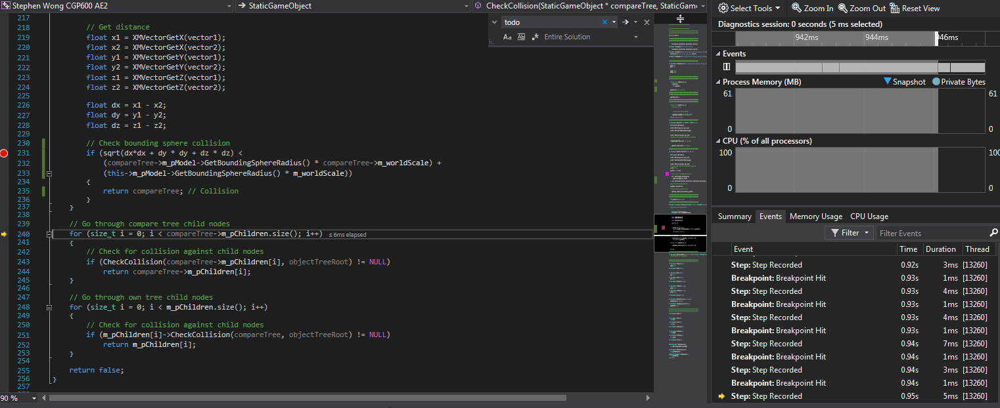 Stephen Wong CGP600 AE2
StaticGameObject
CheckCollision(StaticGameObject * compareTree, StaticGame
todo
Aa
Entire Solution
217
218 // Get distance
219 float x1 = XMVectorGetX(vector1);
220 float x2 = XMVectorGetX(vector2);
221 float y1 = XMVectorGetY(vector1);
222 float y2 = XMVectorGetY(vector2);
223 float z1 = XMVectorGetZ(vector1);
224 float z2 = XMVectorGetZ(vector2);
225
226 float dx = x1 - x2;
227 float dy = y1 - y2;
228 float dz = z1 - z2;
229
230 // Check bounding sphere collision
231 if (sqrt(dx*dx + dy * dy + dz * dz) <
232 (compareTree->m_pModel->GetBoundingSphereRadius() * compareTree->m_worldScale) +
233 (this->m_pModel->GetBoundingSphereRadius() * m_worldScale))
234 {
235 return compareTree; // Collision
236 }
237 }
238
239 // Go through compare tree child nodes
240 for (size_t i = 0; i < compareTree->m_pChildren.size(); i++) ≤ 6ms elapsed
241 {
242 // Check for collision against child nodes
243 if (CheckCollision(compareTree->m_pChildren[i], objectTreeRoot) != NULL)
244 return compareTree->m_pChildren[i];
245 }
246
247 // Go through own tree child nodes
248 for (size_t i = 0; i < m_pChildren.size(); i++)
249 {
250 // Check for collision against child nodes
251 if (m_pChildren[i]->CheckCollision(compareTree, objectTreeRoot) != NULL)
252 return m_pChildren[i];
253 }
254
255 return false;
256 }
257
90 %
Select Tools Zoom In Zoom Out Reset View
Diagnostics session: 0 seconds (5 ms selected)
942ms 944ms 946ms
Events
Process Memory (MB) Snapshot Private Bytes
61 61
0 0
CPU (% of all processors)
100 100
0 0
Summary Events Memory Usage CPU Usage
Filter Filter Events
Event Time Duration Thread
Step: Step Recorded 0.92s 3ms [13260]
Breakpoint: Breakpoint Hit 0.93s 1ms [13260]
Step: Step Recorded 0.93s 4ms [13260]
Breakpoint: Breakpoint Hit 0.93s 1ms [13260]
Step: Step Recorded 0.93s 4ms [13260]
Breakpoint: Breakpoint Hit 0.93s 1ms [13260]
Step: Step Recorded 0.94s 7ms [13260]
Breakpoint: Breakpoint Hit 0.94s 1ms [13260]
Step: Step Recorded 0.94s 3ms [13260]
Breakpoint: Breakpoint Hit 0.94s 1ms [13260]
Step: Step Recorded 0.95s 5ms [13260]